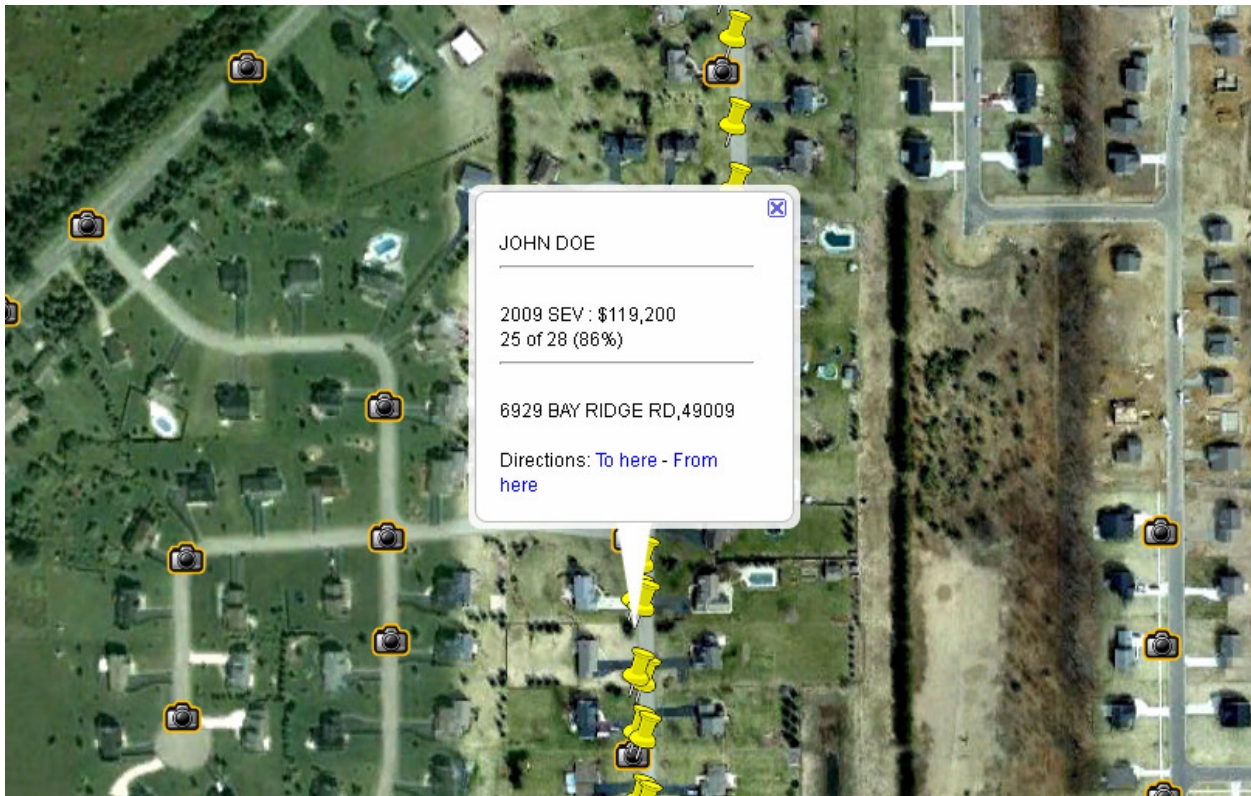 JOHN DOE
2009 SEV : $119,200
25 of 28 (86%)
6929 BAY RIDGE RD,49009
Directions: To here - From
here